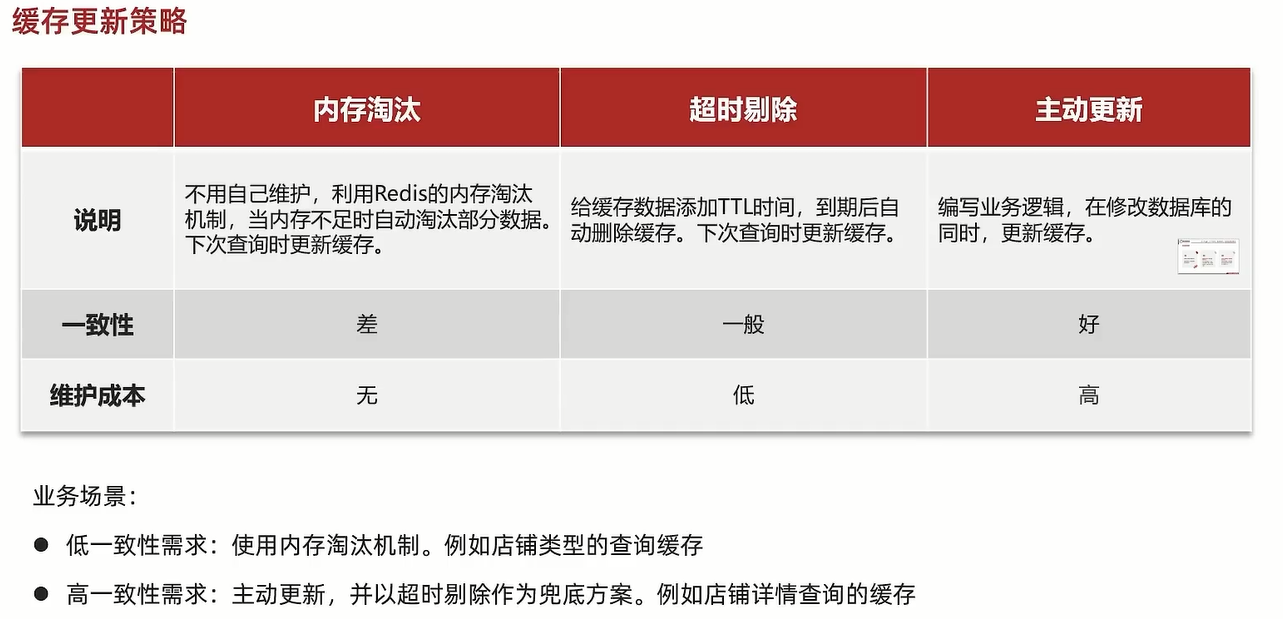 缓存更新策略
内存淘汰
超时剔除
主动更新
说明
不用自己维护，利用Redis的内存淘汰
机制，当内存不足时自动淘汰部分数据。
下次查询时更新缓存。
给缓存数据添加TTL时间，到期后自
动删除缓存。下次查询时更新缓存。
编写业务逻辑，在修改数据库的
同时，更新缓存。
一致性
差
一般
好
维护成本
无
低
高
业务场景：
● 低一致性需求：使用内存淘汰机制。例如店铺类型的查询缓存
● 高一致性需求：主动更新，并以超时剔除作为兜底方案。例如店铺详情查询的缓存